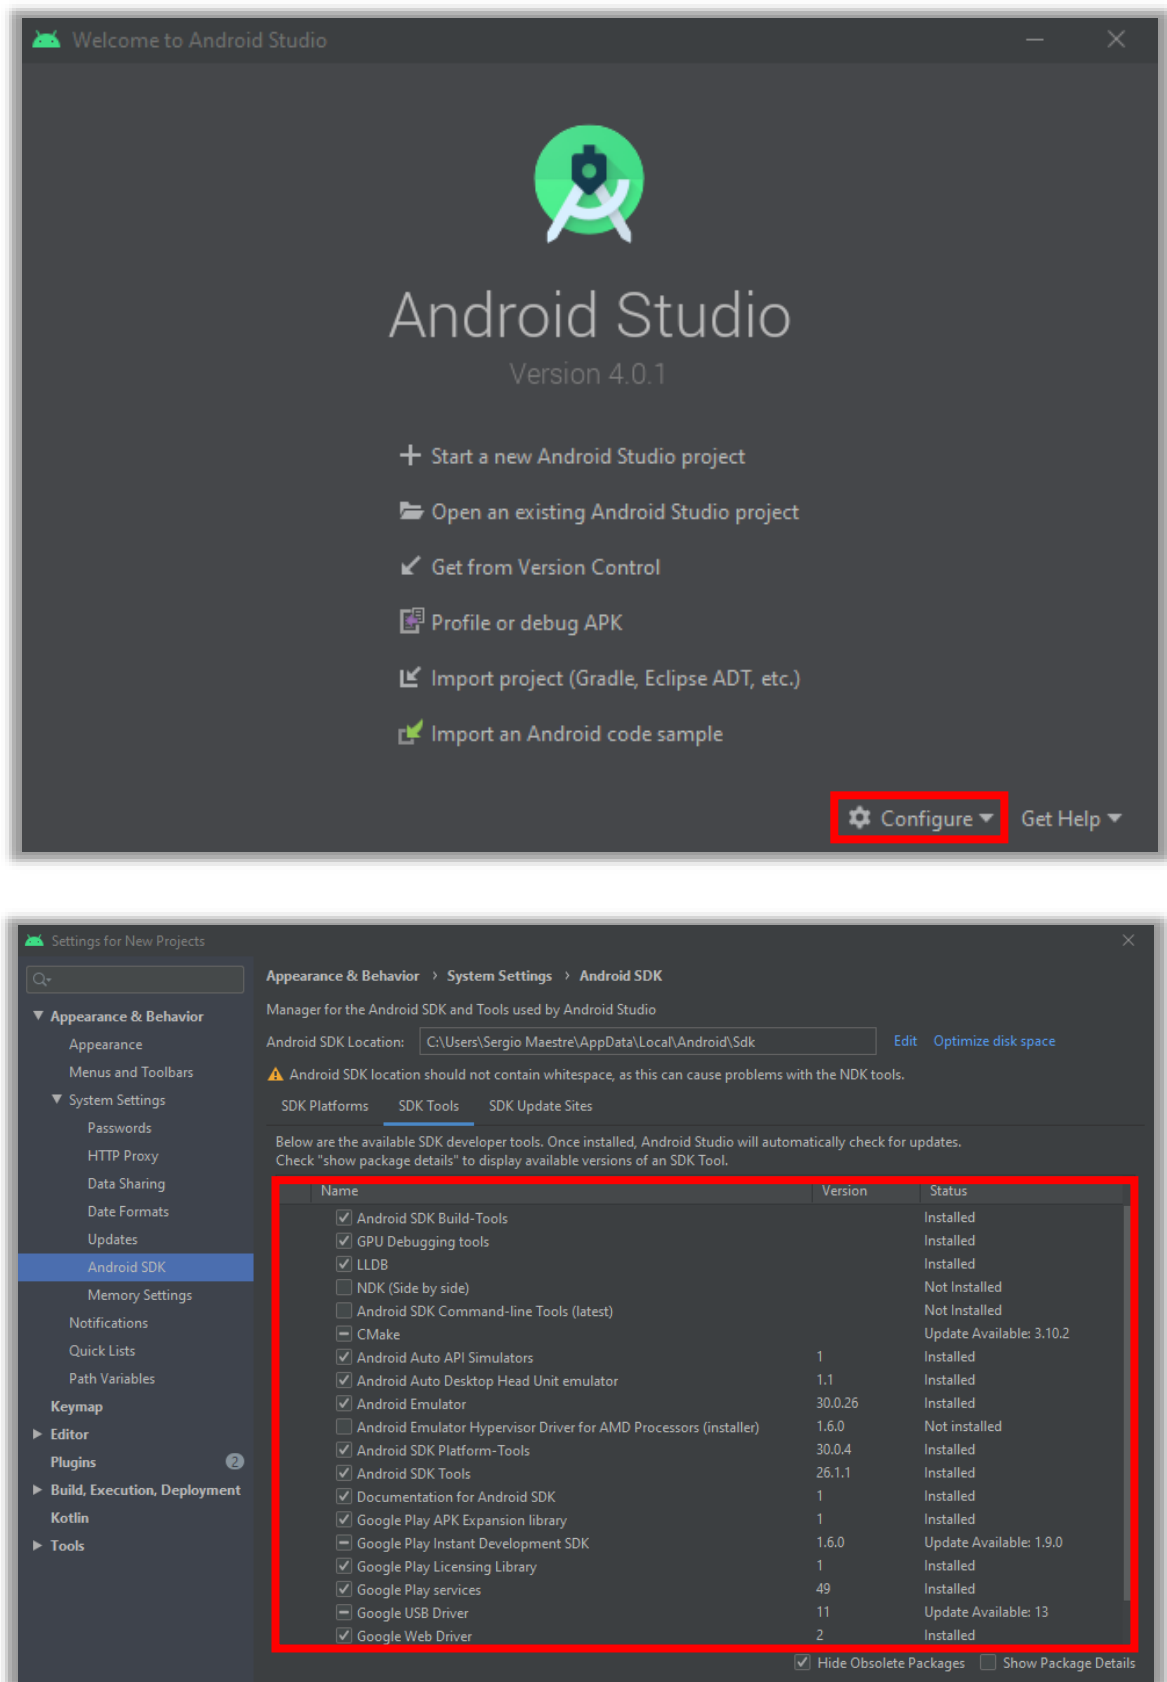 Welcome to Android Studio
Android Studio
Version 4.0.1
Start a new Android Studio project
Open an existing Android Studio project
Get from Version Control
Profile or debug APK
Import project (Gradle, Eclipse ADT, etc.)
Import an Android code sample
Configure Get Help
Settings for New Projects
Appearance & Behavior
Appearance
Menus and Toolbars
System Settings
Passwords
HTTP Proxy
Data Sharing
Date Formats
Updates
Android SDK
Memory Settings
Notifications
Quick Lists
Path Variables
Keymap
Editor
Plugins 2
Build, Execution, Deployment
Kotlin
Tools
Appearance & Behavior › System Settings › Android SDK
Manager for the Android SDK and Tools used by Android Studio
Android SDK Location: C:\Users\Sergio Maestre\AppData\Local\Android\Sdk Edit Optimize disk space
Android SDK location should not contain whitespace, as this can cause problems with the NDK tools.
SDK Platforms SDK Tools SDK Update Sites
Below are the available SDK developer tools. Once installed, Android Studio will automatically check for updates.
Check "show package details" to display available versions of an SDK Tool.
Name Version Status
Android SDK Build-Tools Installed
GPU Debugging tools Installed
LLDB Installed
NDK (Side by side) Not Installed
Android SDK Command-line Tools (latest) Not Installed
CMake Update Available: 3.10.2
Android Auto API Simulators 1 Installed
Android Auto Desktop Head Unit emulator 1.1 Installed
Android Emulator 30.0.26 Installed
Android Emulator Hypervisor Driver for AMD Processors (installer) 1.6.0 Not installed
Android SDK Platform-Tools 30.0.4 Installed
Android SDK Tools 26.1.1 Installed
Documentation for Android SDK 1 Installed
Google Play APK Expansion library 1 Installed
Google Play Instant Development SDK 1.6.0 Update Available: 1.9.0
Google Play Licensing Library 1 Installed
Google Play services 49 Installed
Google USB Driver 11 Update Available: 13
Google Web Driver 2 Installed
Hide Obsolete Packages Show Package Details